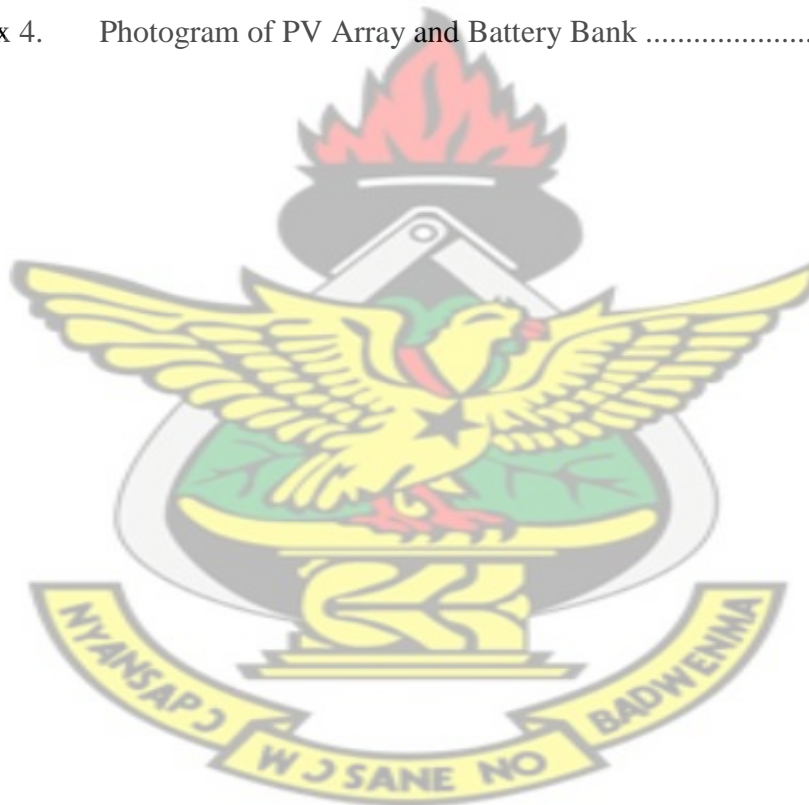 x 4. Photogram of PV Array and Battery Bank .....................
NYANSAPƆ
WƆSANE NO
BADWENMA